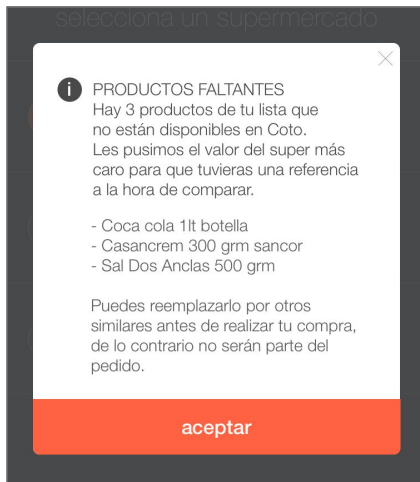 selecciona un supermercado
PRODUCTOS FALTANTES
Hay 3 productos de tu lista que
no están disponibles en Coto.
Les pusimos el valor del super más
caro para que tuvieras una referencia
a la hora de comparar.
- Coca cola 1lt botella
- Casancrem 300 grm sancor
- Sal Dos Anclas 500 grm
Puedes reemplazarlo por otros
similares antes de realizar tu compra,
de lo contrario no serán parte del
pedido.
aceptar